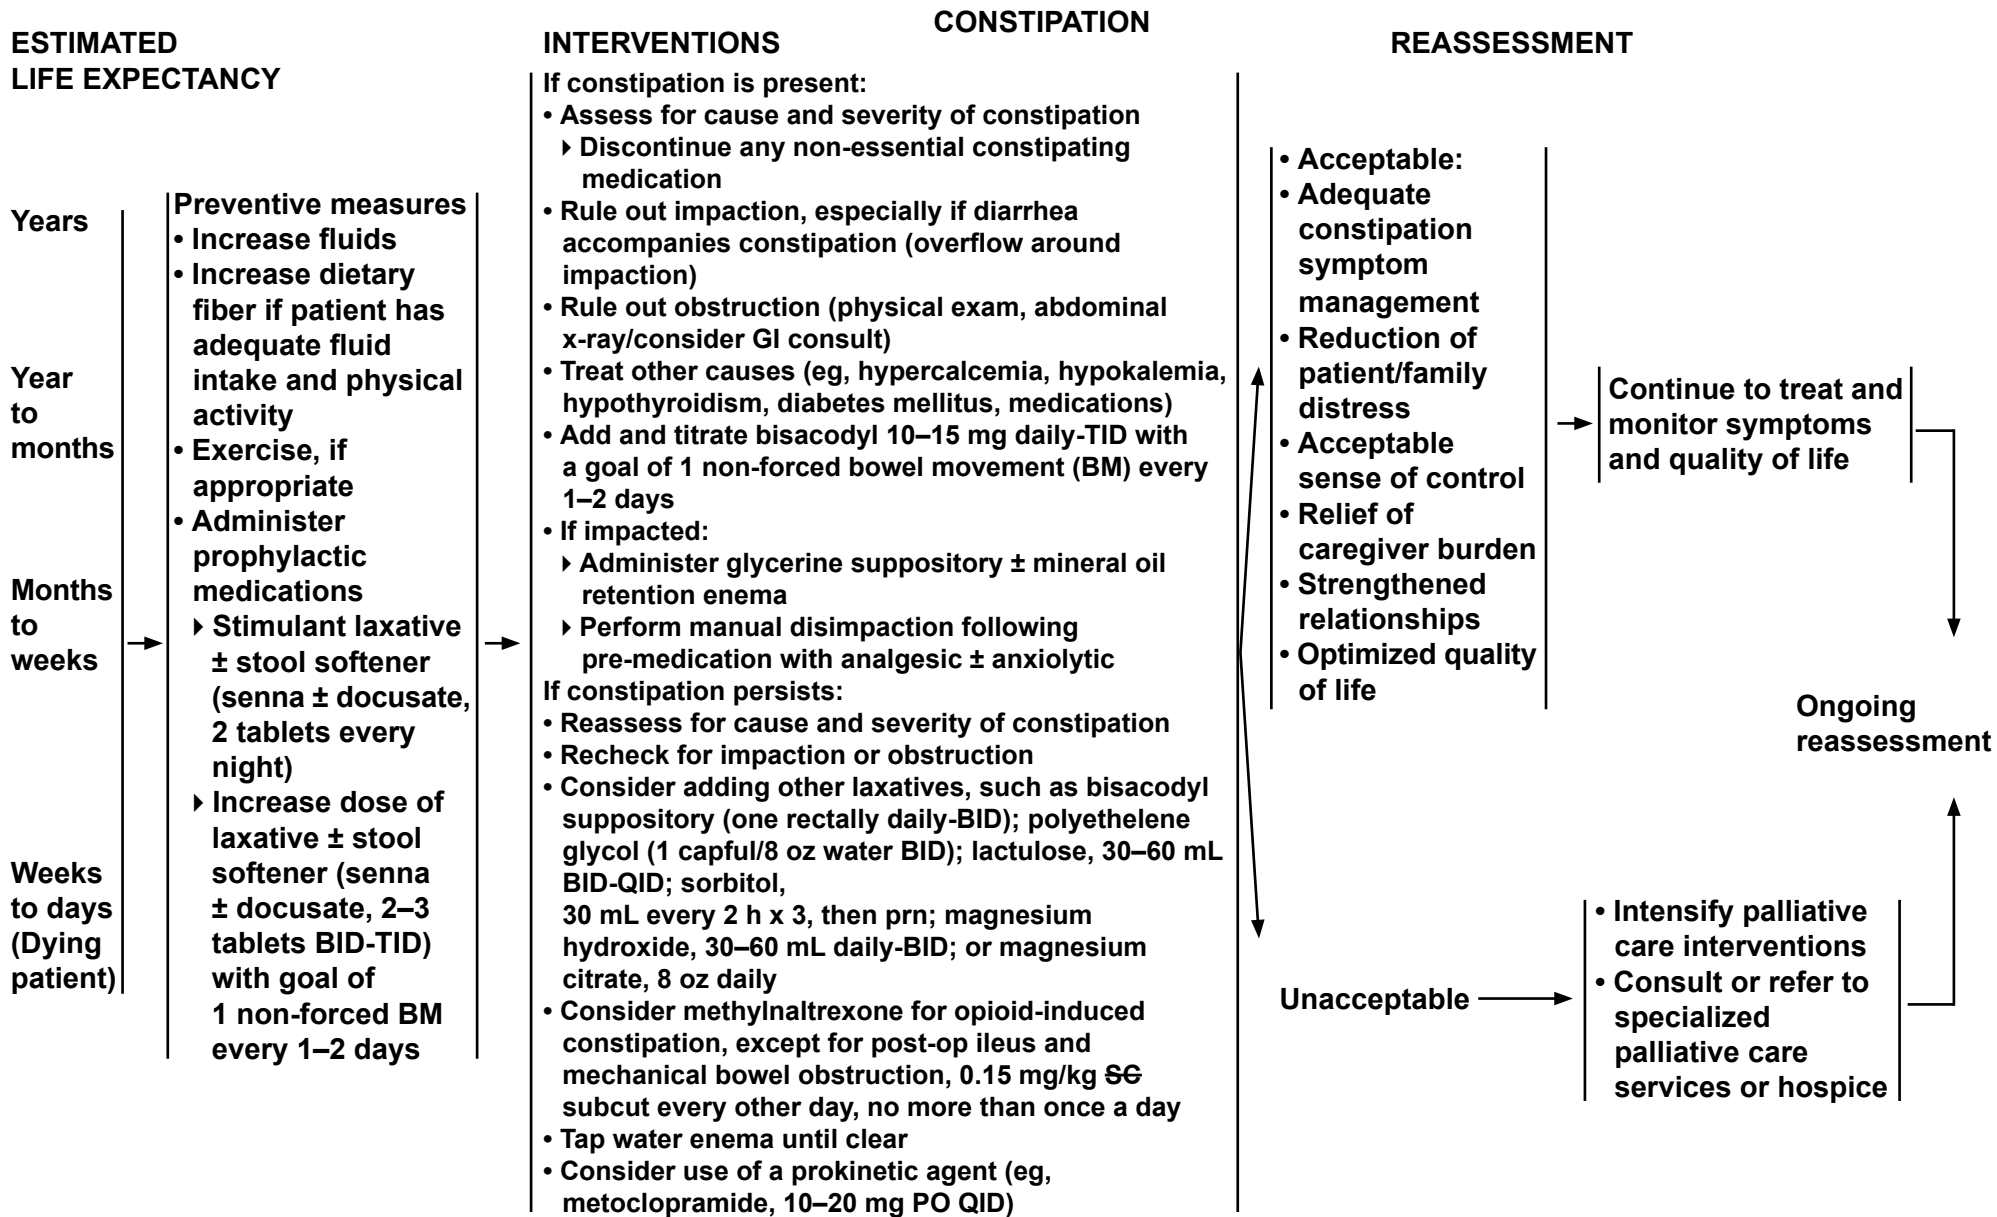 CONSTIPATION
ESTIMATED
LIFE EXPECTANCY
INTERVENTIONS
REASSESSMENT
Years
Year
to
months
Months
to
weeks
Weeks
to days
(Dying
patient)
Preventive measures
• Increase fluids
• Increase dietary
fiber if patient has
adequate fluid
intake and physical
activity
• Exercise, if
appropriate
• Administer
prophylactic
medications
Stimulant laxative
± stool softener
(senna ± docusate,
2 tablets every
night)
Increase dose of
laxative ± stool
softener (senna
± docusate, 2–3
tablets BID-TID)
with goal of
1 non-forced BM
every 1–2 days
If constipation is present:
• Assess for cause and severity of constipation
Discontinue any non-essential constipating
medication
• Rule out impaction, especially if diarrhea
accompanies constipation (overflow around
impaction)
• Rule out obstruction (physical exam, abdominal
x-ray/consider GI consult)
• Treat other causes (eg, hypercalcemia, hypokalemia,
hypothyroidism, diabetes mellitus, medications)
• Add and titrate bisacodyl 10–15 mg daily-TID with
a goal of 1 non-forced bowel movement (BM) every
1–2 days
• If impacted:
Administer glycerine suppository ± mineral oil
retention enema
Perform manual disimpaction following
pre-medication with analgesic ± anxiolytic
If constipation persists:
• Reassess for cause and severity of constipation
• Recheck for impaction or obstruction
• Consider adding other laxatives, such as bisacodyl
suppository (one rectally daily-BID); polyethelene
glycol (1 capful/8 oz water BID); lactulose, 30–60 mL
BID-QID; sorbitol,
30 mL every 2 h x 3, then prn; magnesium
hydroxide, 30–60 mL daily-BID; or magnesium
citrate, 8 oz daily
• Consider methylnaltrexone for opioid-induced
constipation, except for post-op ileus and
mechanical bowel obstruction, 0.15 mg/kg SC
subcut every other day, no more than once a day
• Tap water enema until clear
• Consider use of a prokinetic agent (eg,
metoclopramide, 10–20 mg PO QID)
• Acceptable:
• Adequate
constipation
symptom
management
• Reduction of
patient/family
distress
• Acceptable
sense of control
• Relief of
caregiver burden
• Strengthened
relationships
• Optimized quality
of life
Continue to treat and
monitor symptoms
and quality of life
Unacceptable
• Intensify palliative
care interventions
• Consult or refer to
specialized
palliative care
services or hospice
Ongoing
reassessment